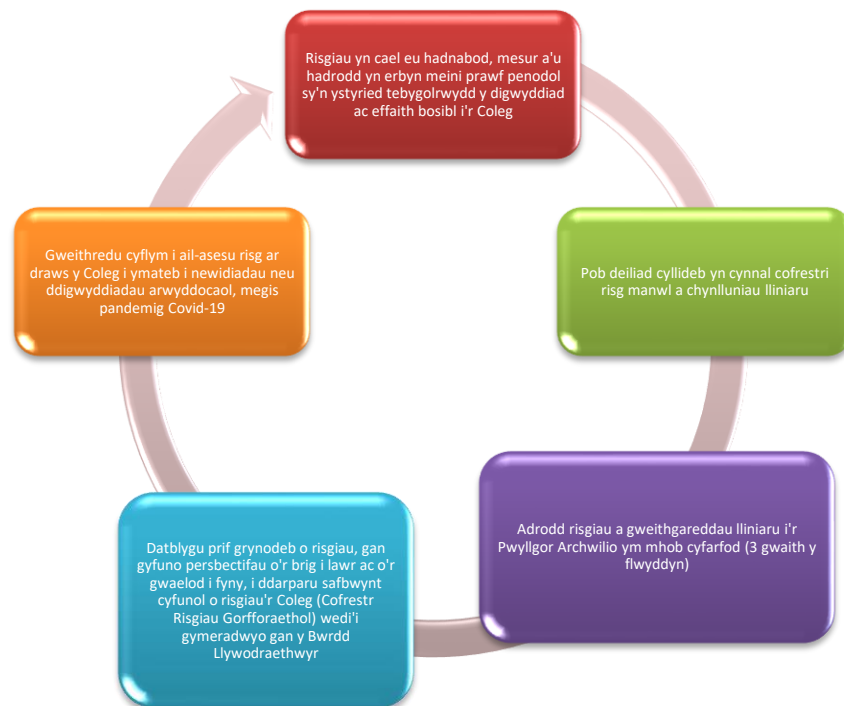 Risgiau yn cael eu hadnabod, mesur a'u
hadrodd yn erbyn meini prawf penodol
sy'n ystyried tebygolrwydd y digwyddiad
ac effaith bosibl i'r Coleg
Pob deiliad cyllideb yn cynnal cofrestri
risg manwl a chynlluniau lliniaru
Adrodd risgiau a gweithgareddau lliniaru i'r
Pwyllgor Archwilio ym mhob cyfarfod (3 gwaith y
flwyddyn)
Datblygu prif grynodeb o risgiau, gan
gyfuno persbectifau o'r brig i lawr ac o'r
gwaelod i fyny, i ddarparu safbwynt
cyfunol o risgiau'r Coleg (Cofrestr
Risgiau Gorfforaethol) wedi'i
gymeradwyo gan y Bwrdd
Llywodraethwyr
Gweithredu cyflym i ail-asesu risg ar
draws y Coleg i ymateb i newidiadau neu
ddigwyddiadau arwyddocaol, megis
pandemig Covid-19